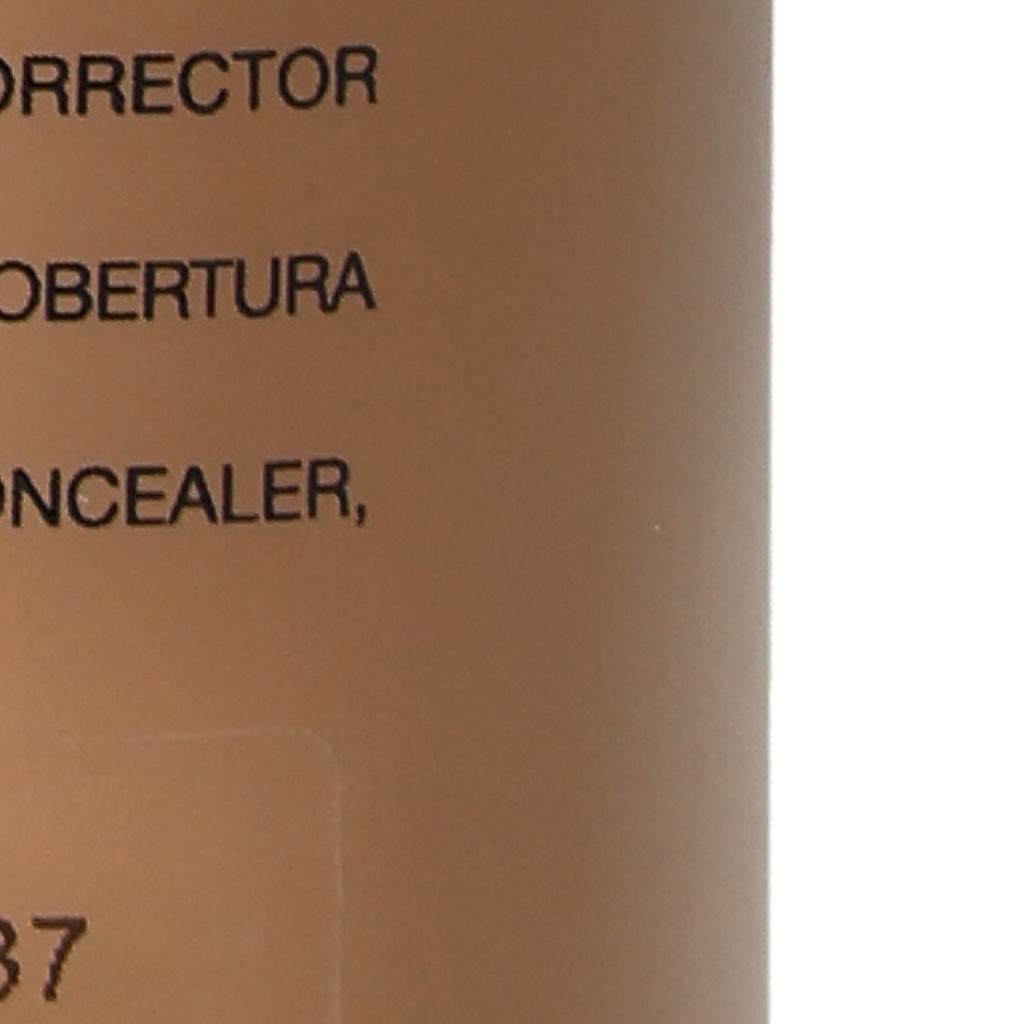 ORRECTOR
OBERTURA
ONCEALER,
37